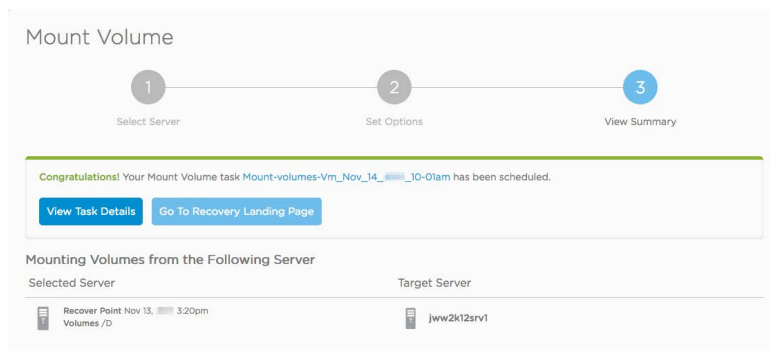 Mount Volume
1 2 3
Select Server Set Options View Summary
Congratulations! Your Mount Volume task Mount-volumes-Vm_Nov_14_ _10-01am has been scheduled.
View Task Details Go To Recovery Landing Page
Mounting Volumes from the Following Server
Selected Server Target Server
Recover Point Nov 13, 3:20pm
Volumes /D
jww2k12srv1